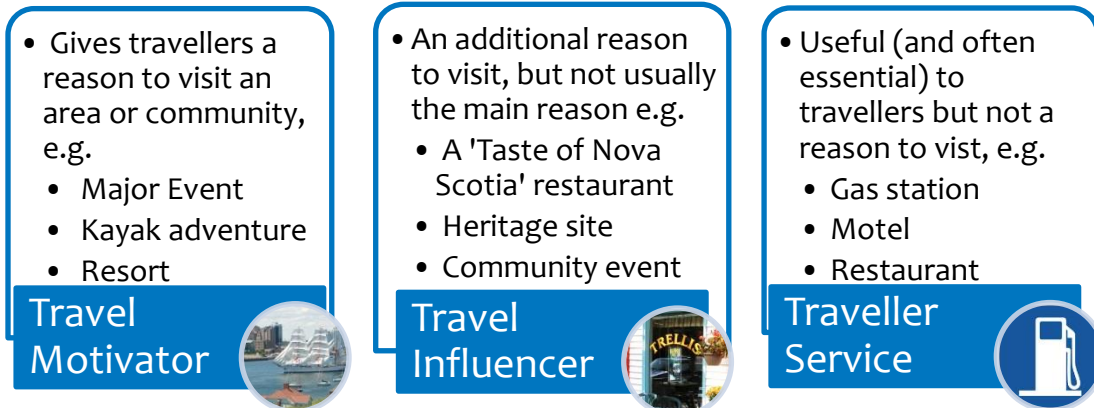 • Gives travellers a
reason to visit an
area or community,
e.g.
• Major Event
• Kayak adventure
• Resort
Travel
Motivator
• An additional reason
to visit, but not usually
the main reason e.g.
• A 'Taste of Nova
Scotia' restaurant
• Heritage site
• Community event
Travel
Influencer
TRELLIS
• Useful (and often
essential) to
travellers but not a
reason to vist, e.g.
• Gas station
• Motel
• Restaurant
Traveller
Service